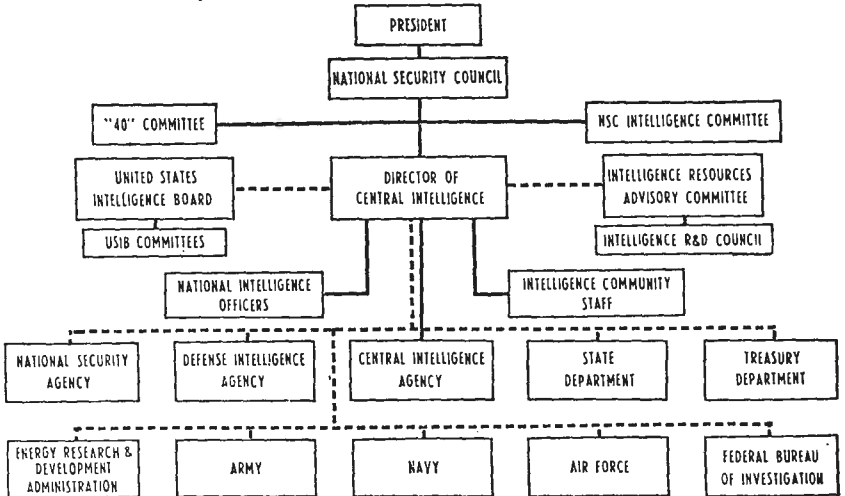 PRESIDENT
NATIONAL SECURITY COUNCIL
"40" COMMITTEE
NSC INTELLIGENCE COMMITTEE
UNITED STATES
INTELLIGENCE BOARD
DIRECTOR OF
CENTRAL INTELLIGENCE
INTELLIGENCE RESOURCES
ADVISORY COMMITTEE
USIB COMMITTEES
INTELLIGENCE R&D COUNCIL
NATIONAL INTELLIGENCE
OFFICERS
INTELLIGENCE COMMUNITY
STAFF
NATIONAL SECURITY
AGENCY
DEFENSE INTELLIGENCE
AGENCY
CENTRAL INTELLIGENCE
AGENCY
STATE
DEPARTMENT
TREASURY
DEPARTMENT
ENERGY RESEARCH &
DEVELOPMENT
ADMINISTRATION
ARMY
NAVY
AIR FORCE
FEDERAL BUREAU
OF INVESTIGATION